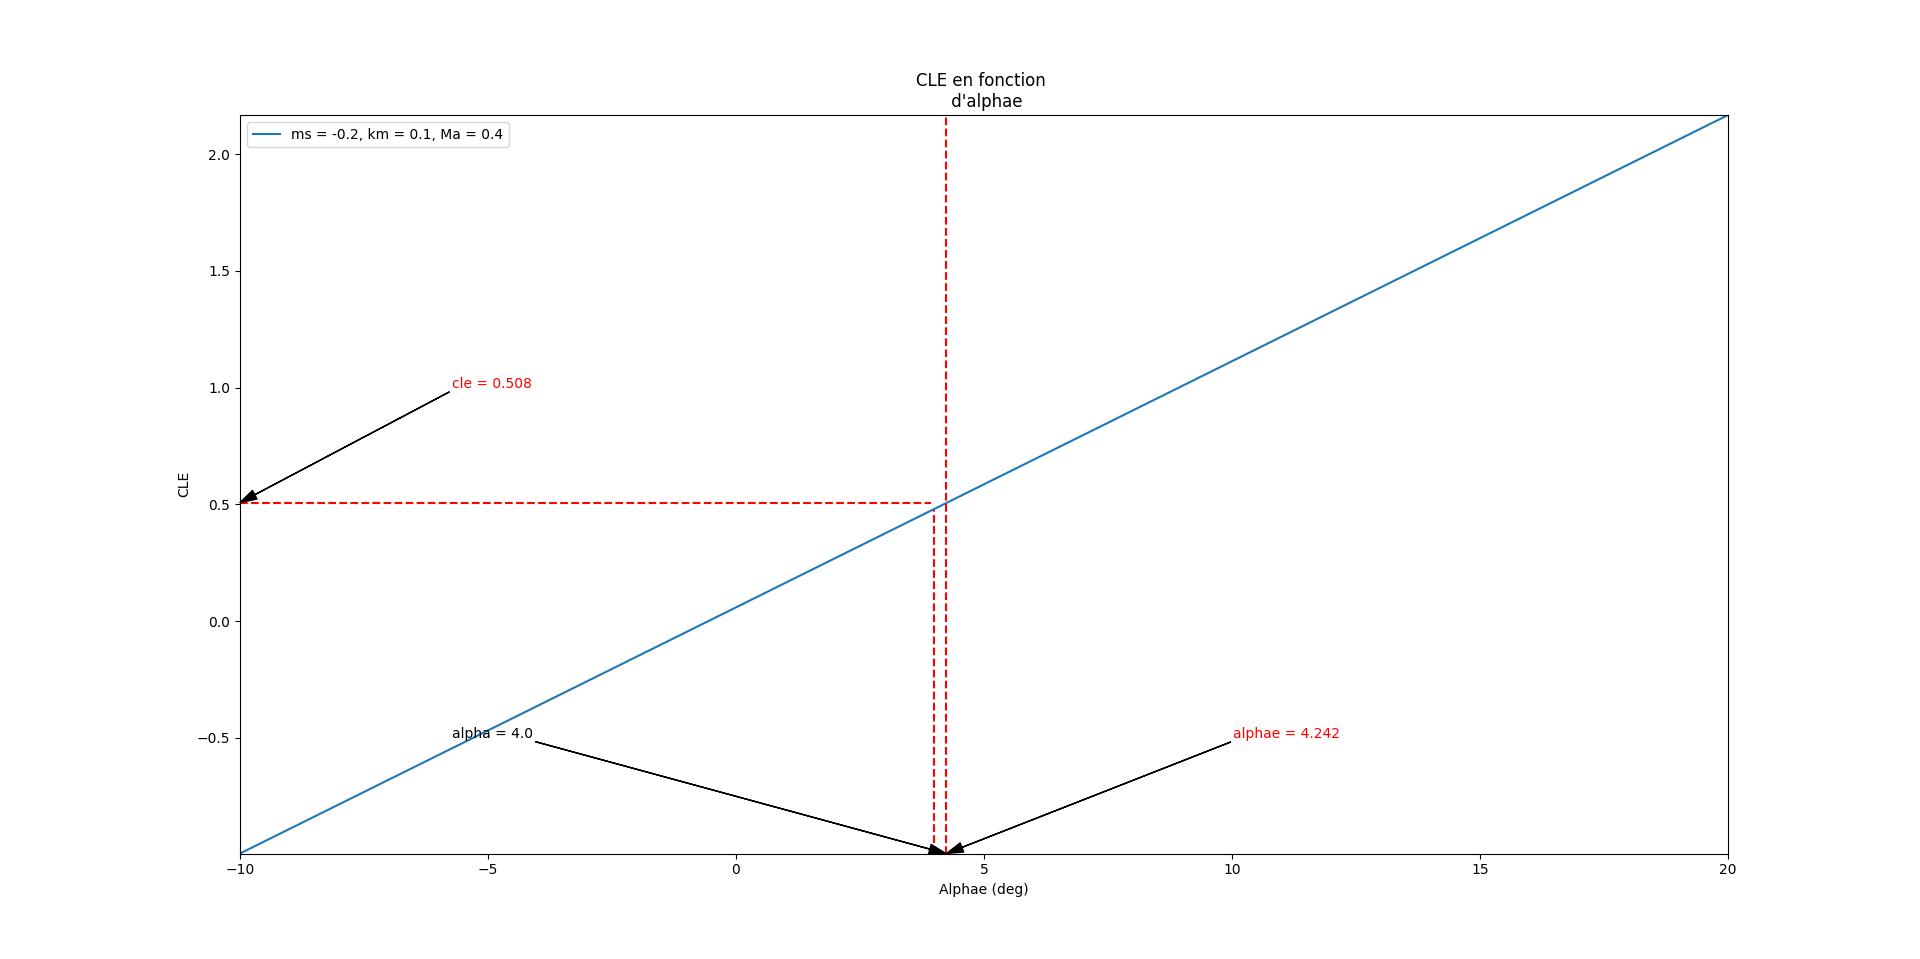 CLE en fonction
d'alphae
ms = -0.2, km = 0.1, Ma = 0.4
2.0
1.5
1.0
cle = 0.508
CLE
0.5
0.0
−0.5
alpha = 4.0
alphae = 4.242
−10
−5
0
5
10
15
20
Alphae (deg)